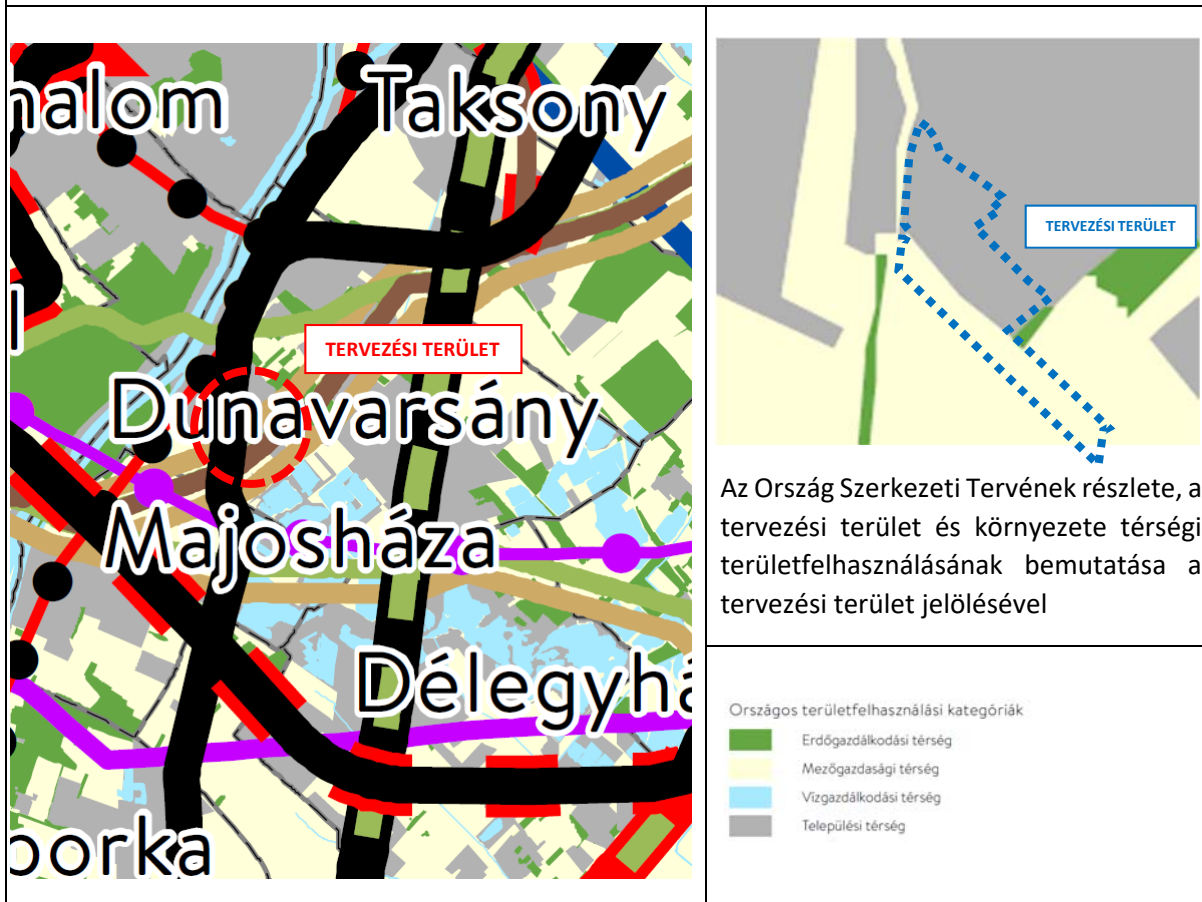 halom
Taksony
l
TERVEZÉSI TERÜLET
Dunavarsány
Majosháza
Délegyhá
borka
TERVEZÉSI TERÜLET
Az Ország Szerkezeti Tervének részlete, a
tervezési terület és környezete térségi
területfelhasználásának bemutatása a
tervezési terület jelölésével
Országos területfelhasználási kategóriák
Erdőgazdálkodási térség
Mezőgazdasági térség
Vízgazdálkodási térség
Települési térség